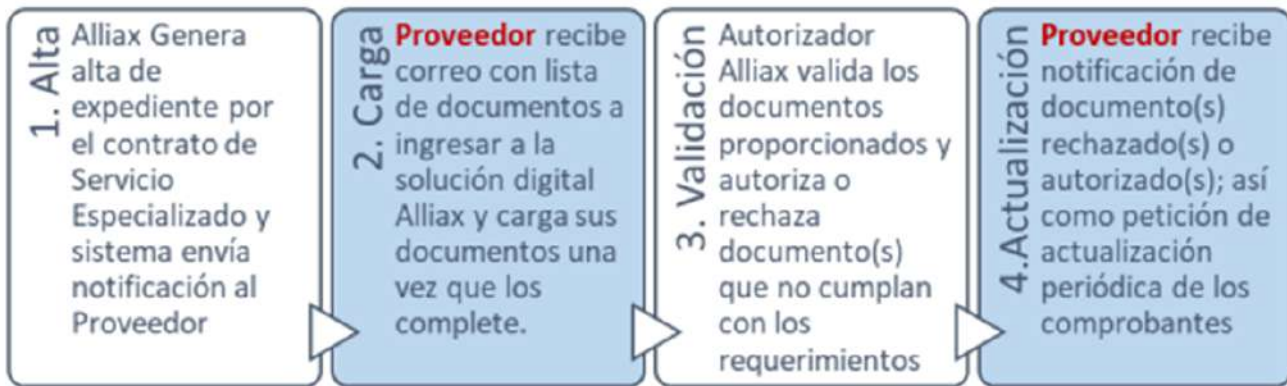 1. Alta
Alliax Genera
alta de
expediente por
el contrato de
Servicio
Especializado y
sistema envía
notificación al
Proveedor
2. Carga
Proveedor recibe
correo con lista
de documentos a
ingresar a la
solución digital
Alliax y carga sus
documentos una
vez que los
complete.
3. Validación
Autorizador
Alliax valida los
documentos
proporcionados y
autoriza o
rechaza
documento(s)
que no cumplan
con los
requerimientos
4.Actualización
Proveedor recibe
notificación de
documento(s)
rechazado(s) o
autorizado(s); así
como petición de
actualización
periódica de los
comprobantes